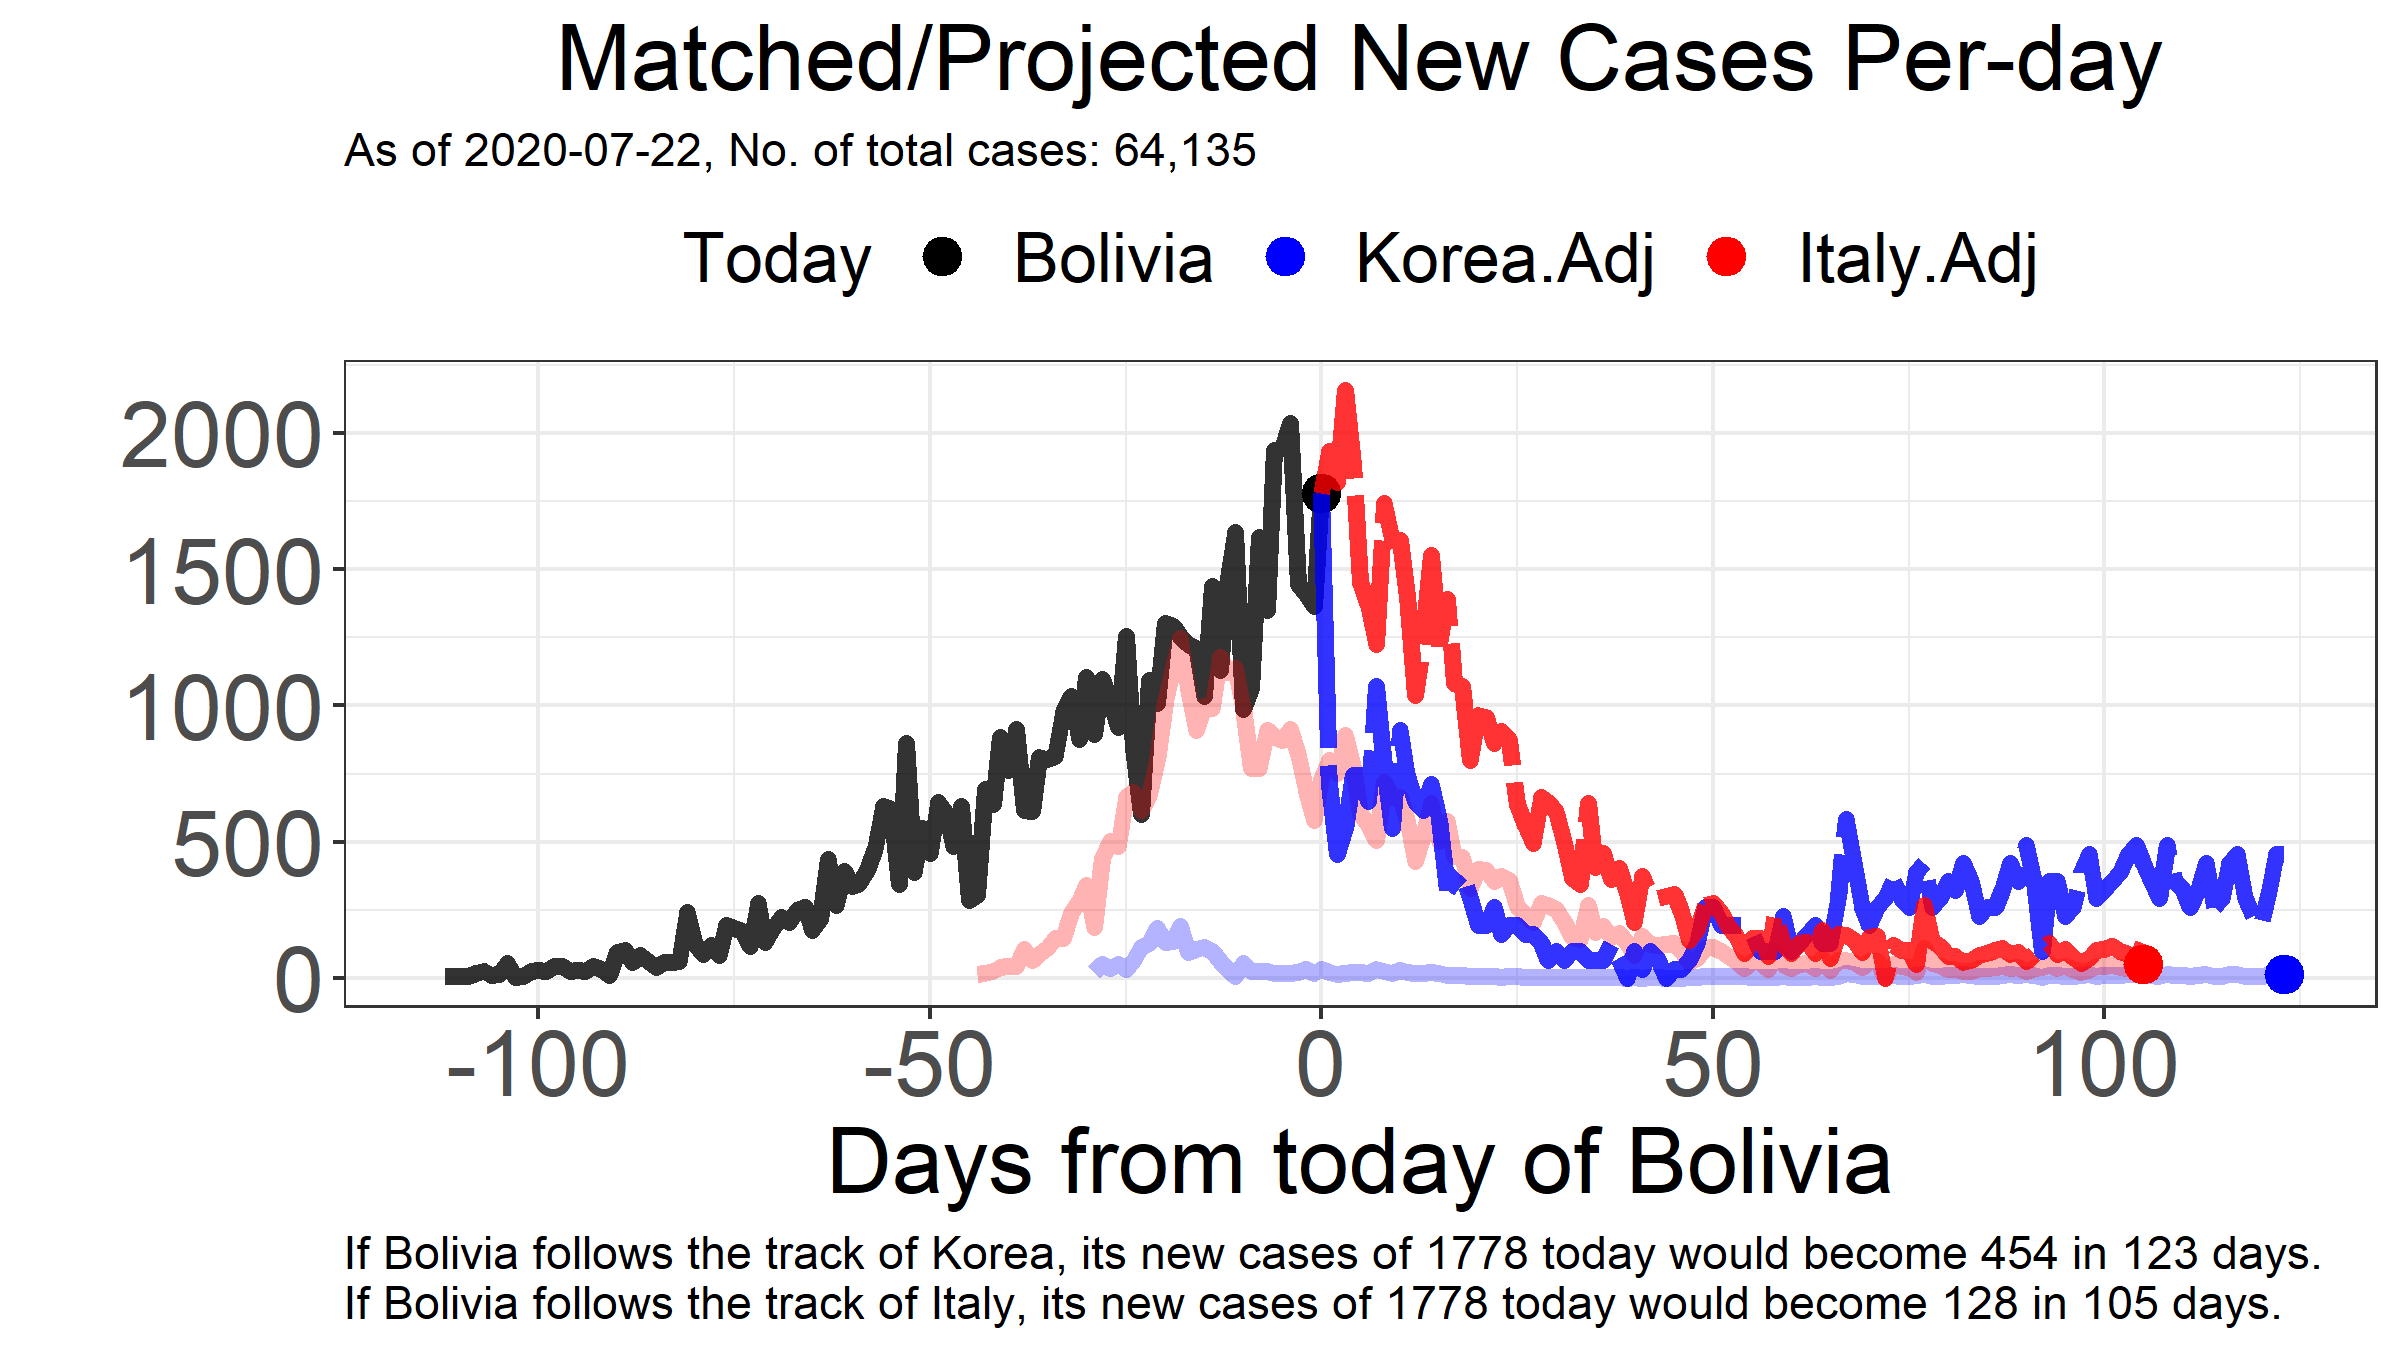 Matched/Projected New Cases Per-day
As of 2020-07-22, No. of total cases: 64,135
Today Bolivia Korea.Adj Italy.Adj
2000
1500
1000
500
0
-100 -50 0 50 100
Days from today of Bolivia
If Bolivia follows the track of Korea, its new cases of 1778 today would become 454 in 123 days.
If Bolivia follows the track of Italy, its new cases of 1778 today would become 128 in 105 days.